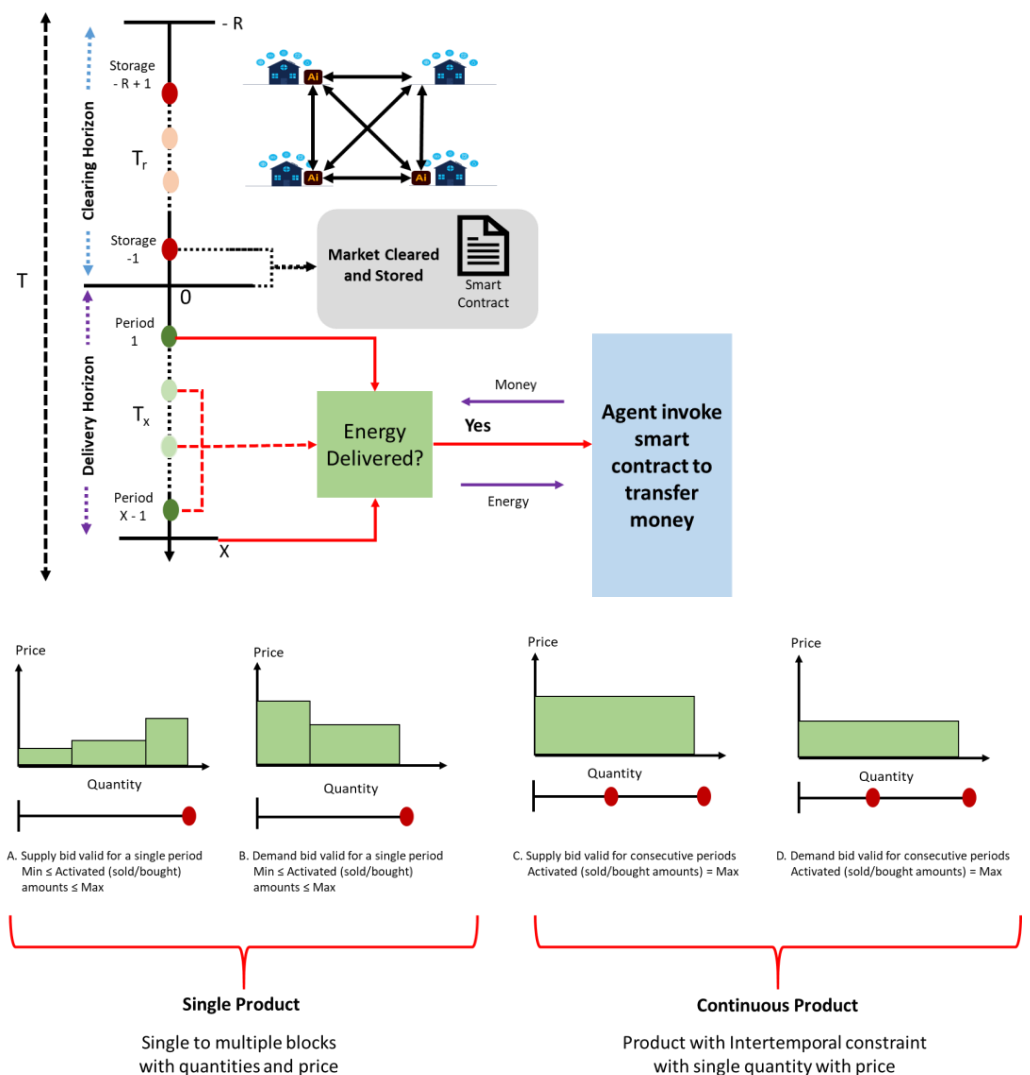 - R
Storage
- R + 1
Clearing Horizon
Tr
Ai
Ai
Ai
Storage
-1
Market Cleared
and Stored
Smart
Contract
T
0
Period
1
Delivery Horizon
Tx
Period
X - 1
X
Energy
Delivered?
Money
Yes
Energy
Agent invoke
smart
contract to
transfer
money
Price
Quantity
A. Supply bid valid for a single period
Min ≤ Activated (sold/bought)
amounts ≤ Max
Price
Quantity
B. Demand bid valid for a single period
Min ≤ Activated (sold/bought)
amounts ≤ Max
Price
Quantity
C. Supply bid valid for consecutive periods
Activated (sold/bought amounts) = Max
Price
Quantity
D. Demand bid valid for consecutive periods
Activated (sold/bought amounts) = Max
Single Product
Single to multiple blocks
with quantities and price
Continuous Product
Product with Intertemporal constraint
with single quantity with price